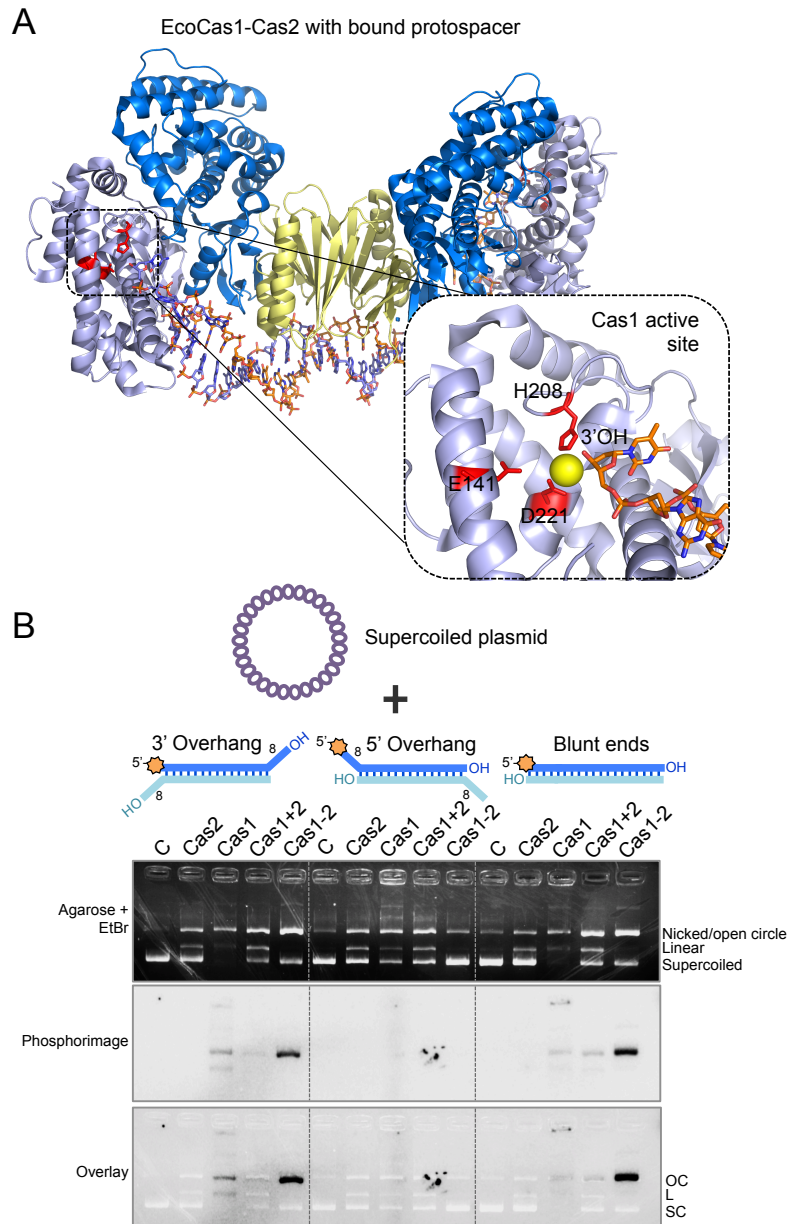 A
EcoCas1-Cas2 with bound protospacer
Cas1 active
site
H208
3'OH
E141
D221
B
Supercoiled plasmid
+
3' Overhang
5' Overhang
Blunt ends
5'
8
OH
5'
8
OH
5'
OH
HO
8
HO
8
HO
C
Cas2
Cas1
Cas1+2
Cas1-2
C
Cas2
Cas1
Cas1+2
Cas1-2
C
Cas2
Cas1
Cas1+2
Cas1-2
Agarose +
EtBr
Nicked/open circle
Linear
Supercoiled
Phosphorimage
Overlay
OC
L
SC